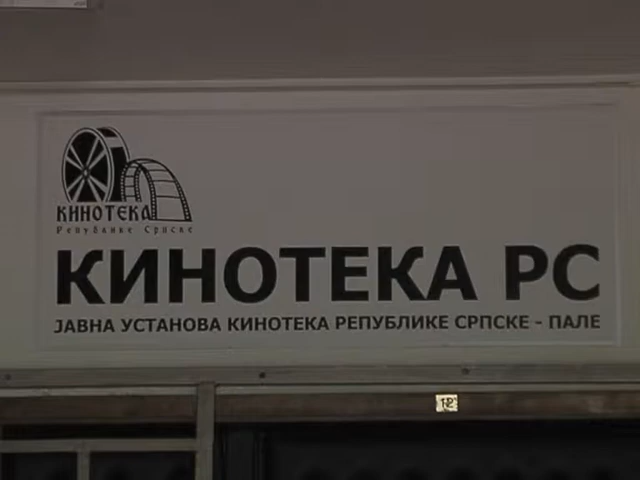 КИНОТЕКА
Републике Српске
КИНОТЕКА РС
ЈАВНА УСТАНОВА КИНОТЕКА РЕПУБЛИКЕ СРПСКЕ - ПАЛЕ